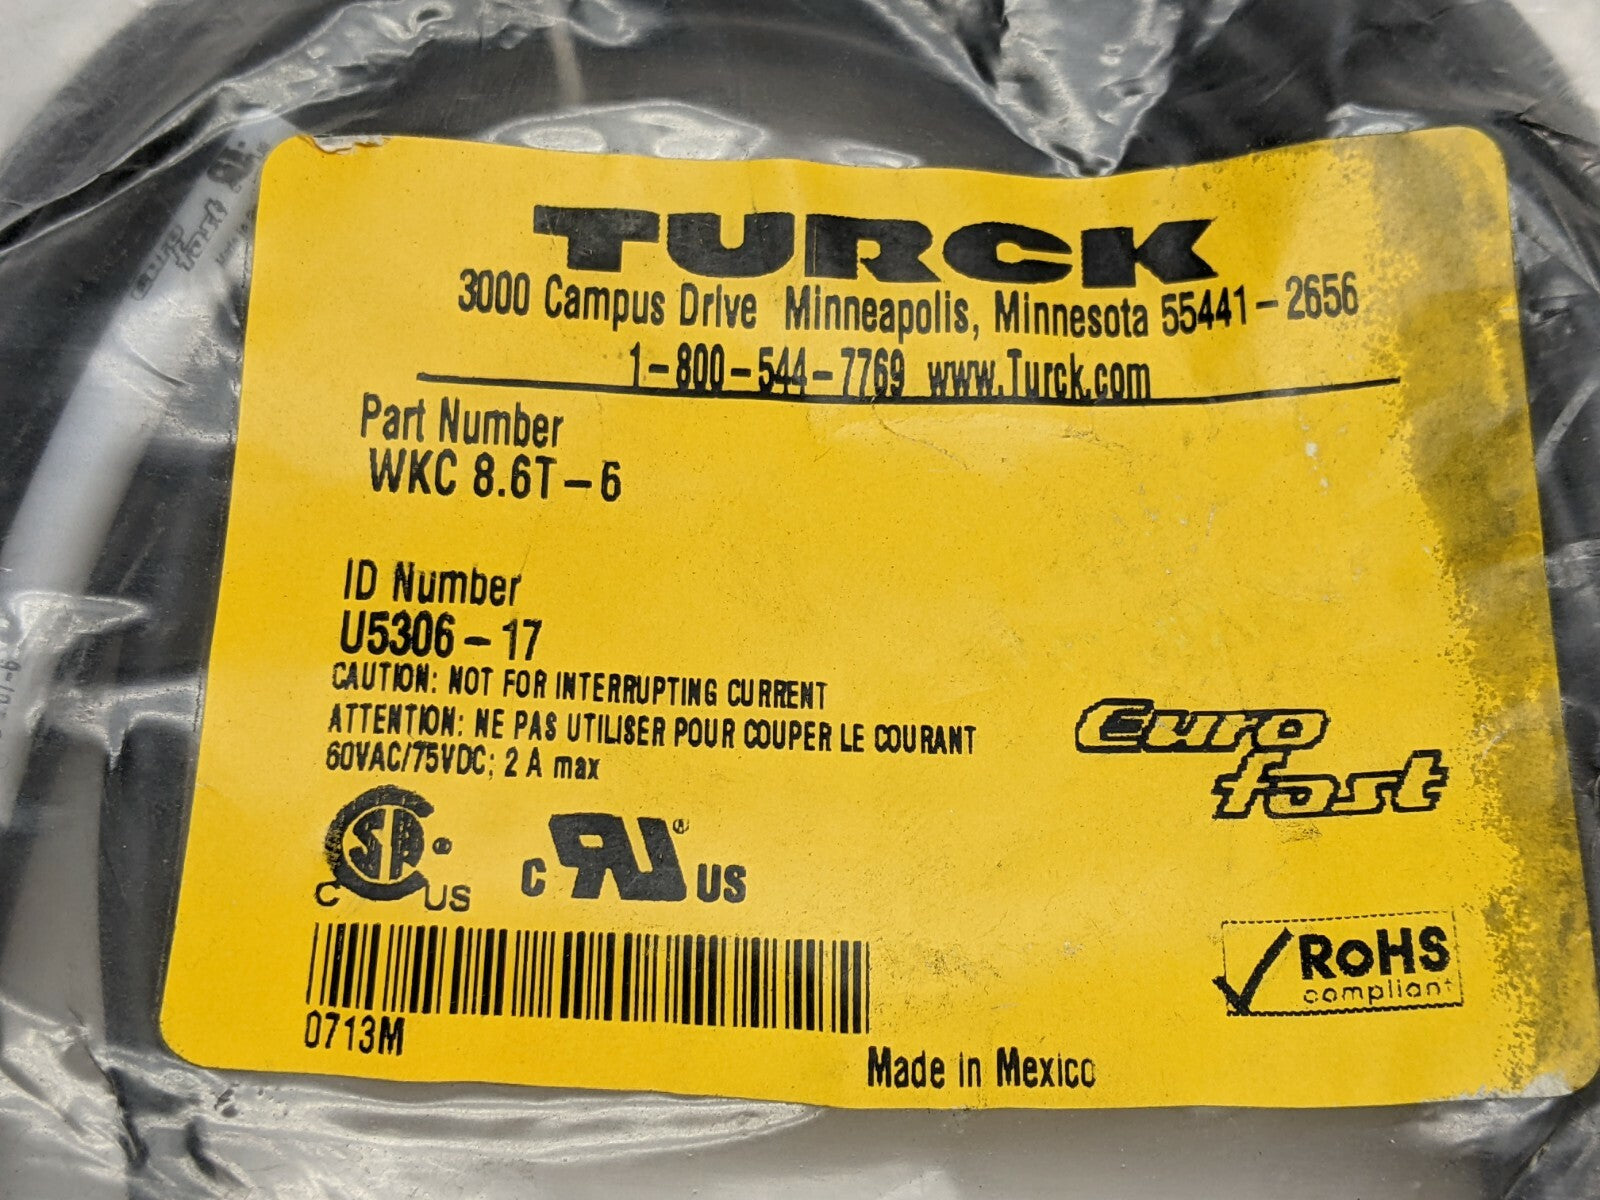 TURCK
3000 Campus Drive Minneapolis, Minnesota 55441-2656
1-800-544-7769 www.Turck.com
Part Number
WKC 8.6T-6
ID Number
U5306-17
CAUTION: NOT FOR INTERRUPTING CURRENT
ATTENTION: NE PAS UTILISER POUR COUPER LE COURANT
60VAC/75VDC; 2 A max
Euro
fast
C SP ® US
C RU ® US
RoHS
compliant
0713M
Made in Mexico